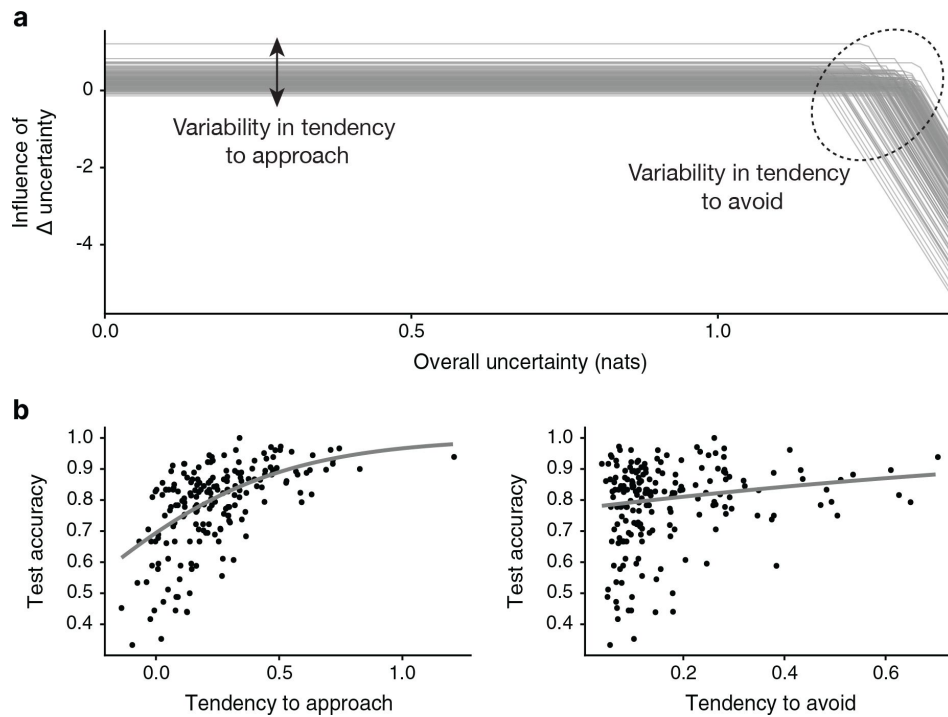 a
0
-2
-4
Influence of
Δ uncertainty
Variability in tendency
to approach
Variability in tendency
to avoid
0.0
0.5
1.0
Overall uncertainty (nats)
b
1.0
0.9
0.8
0.7
0.6
0.5
0.4
Test accuracy
0.0
0.5
1.0
Tendency to approach
1.0
0.9
0.8
0.7
0.6
0.5
0.4
Test accuracy
0.2
0.4
0.6
Tendency to avoid